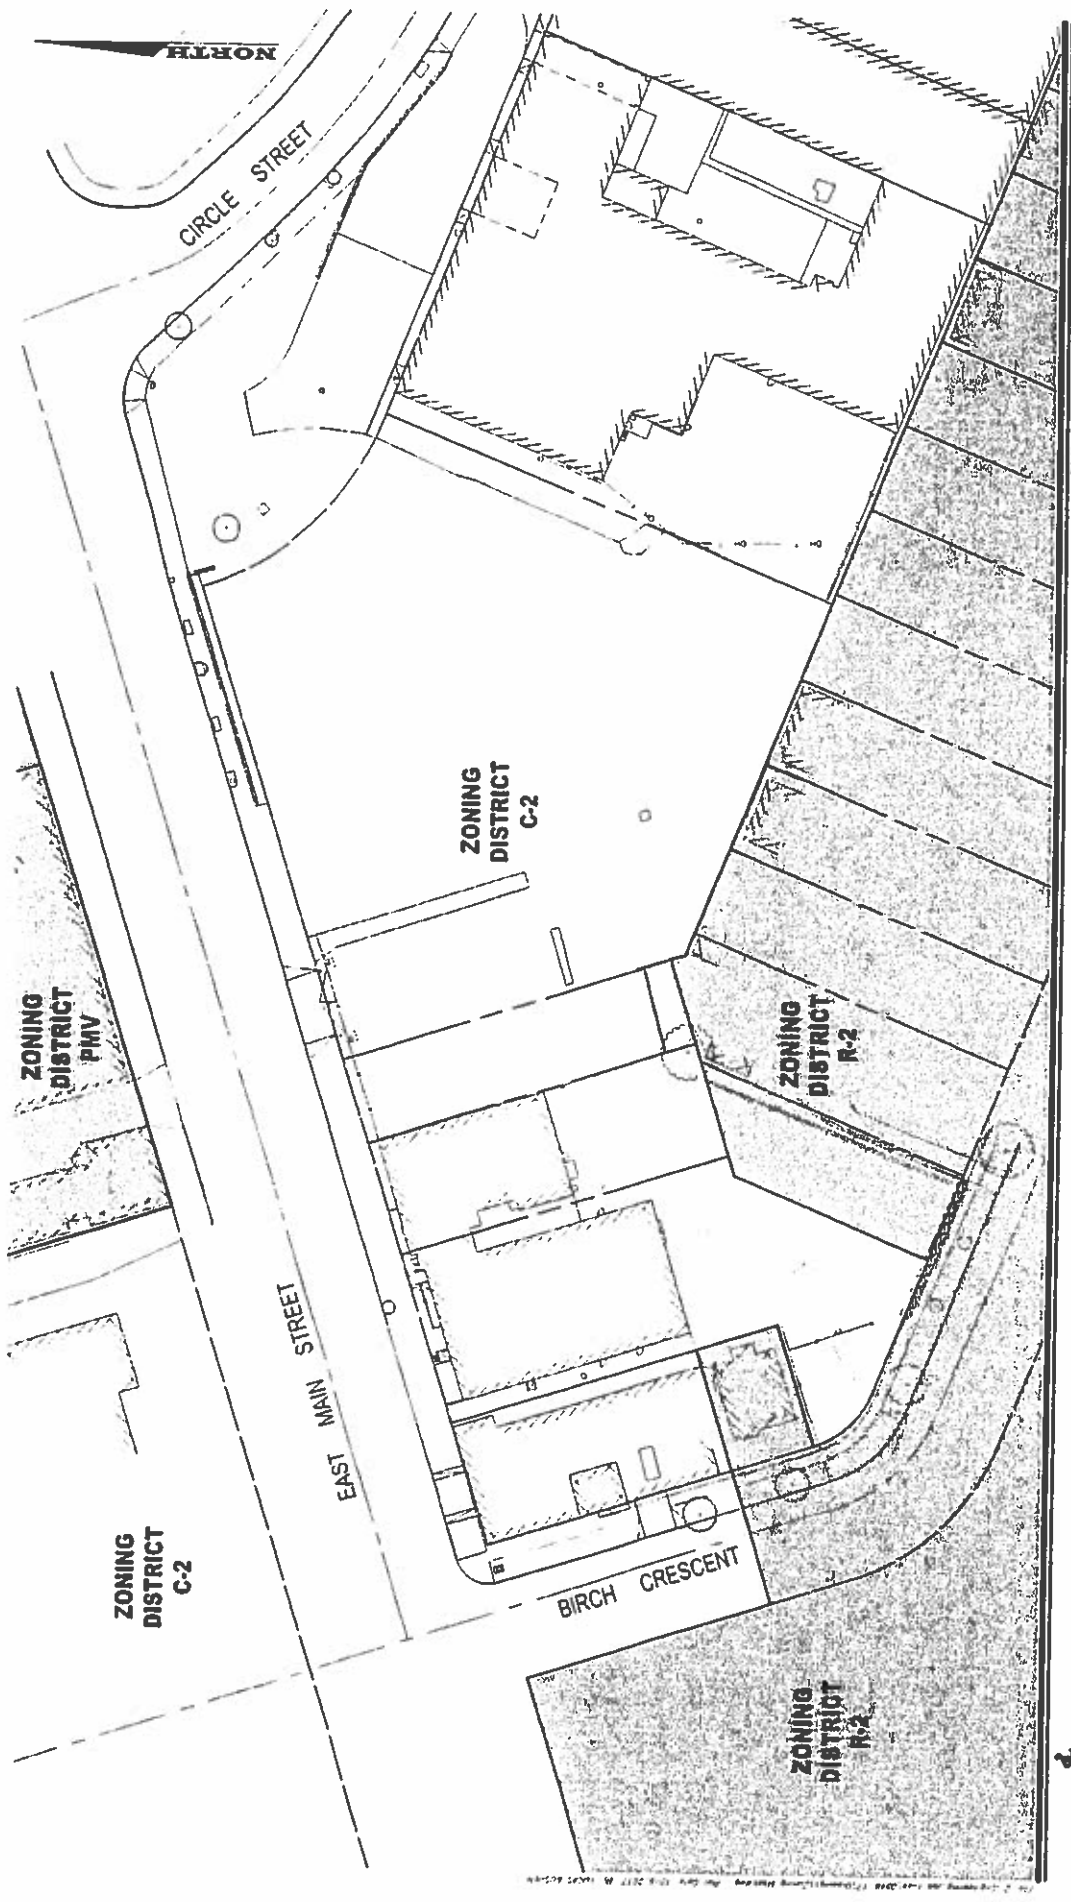 NORTH
CIRCLE STREET
ZONING
DISTRICT
PMV
ZONING
DISTRICT
C-2
EAST MAIN STREET
ZONING
DISTRICT
C-2
ZONING
DISTRICT
R-2
BIRCH CRESCENT
ZONING
DISTRICT
R-2